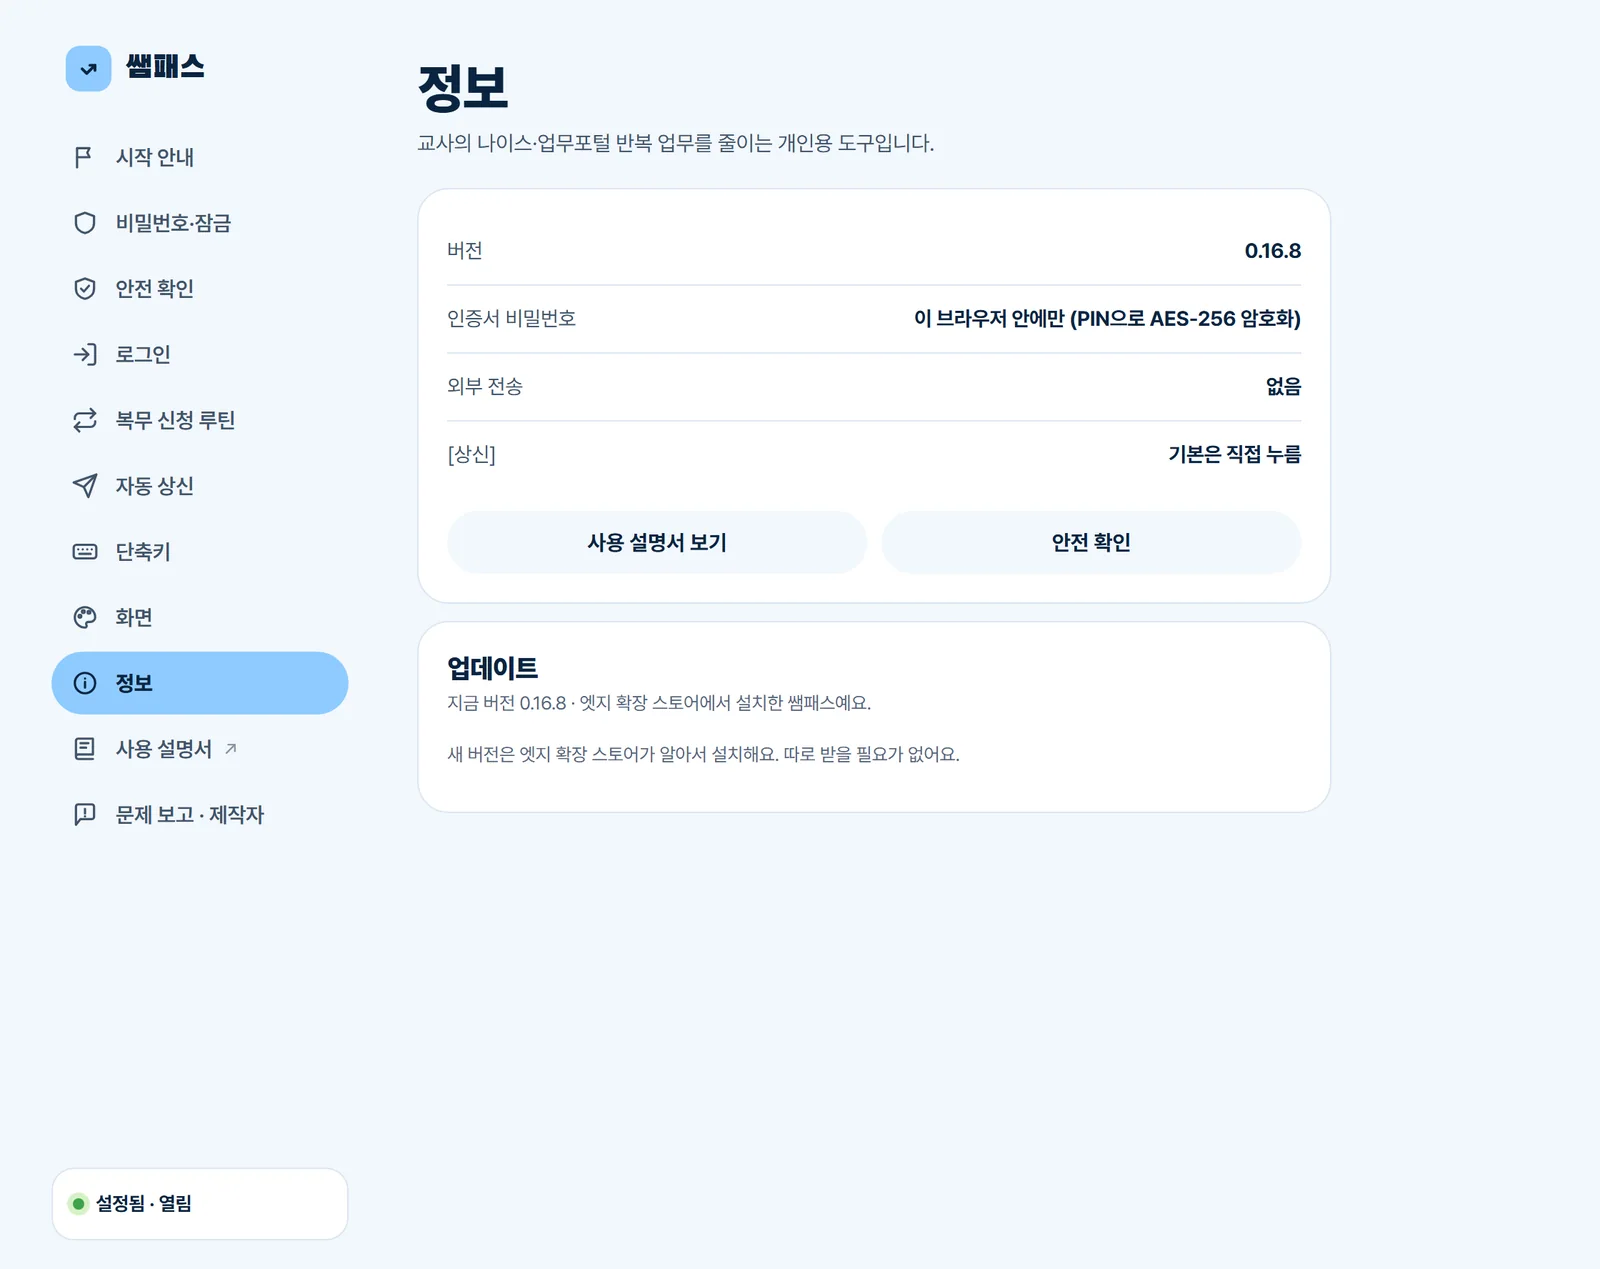 쌤패스
시작 안내
비밀번호·잠금
안전 확인
로그인
복무 신청 루틴
자동 상신
단축키
화면
정보
사용 설명서
문제 보고 · 제작자
설정됨 · 열림
정보
교사의 나이스·업무포털 반복 업무를 줄이는 개인용 도구입니다.
버전 0.16.8
인증서 비밀번호 이 브라우저 안에만 (PIN으로 AES-256 암호화)
외부 전송 없음
[상신] 기본은 직접 누름
사용 설명서 보기 안전 확인
업데이트
지금 버전 0.16.8 · 엣지 확장 스토어에서 설치한 쌤패스예요.
새 버전은 엣지 확장 스토어가 알아서 설치해요. 따로 받을 필요가 없어요.